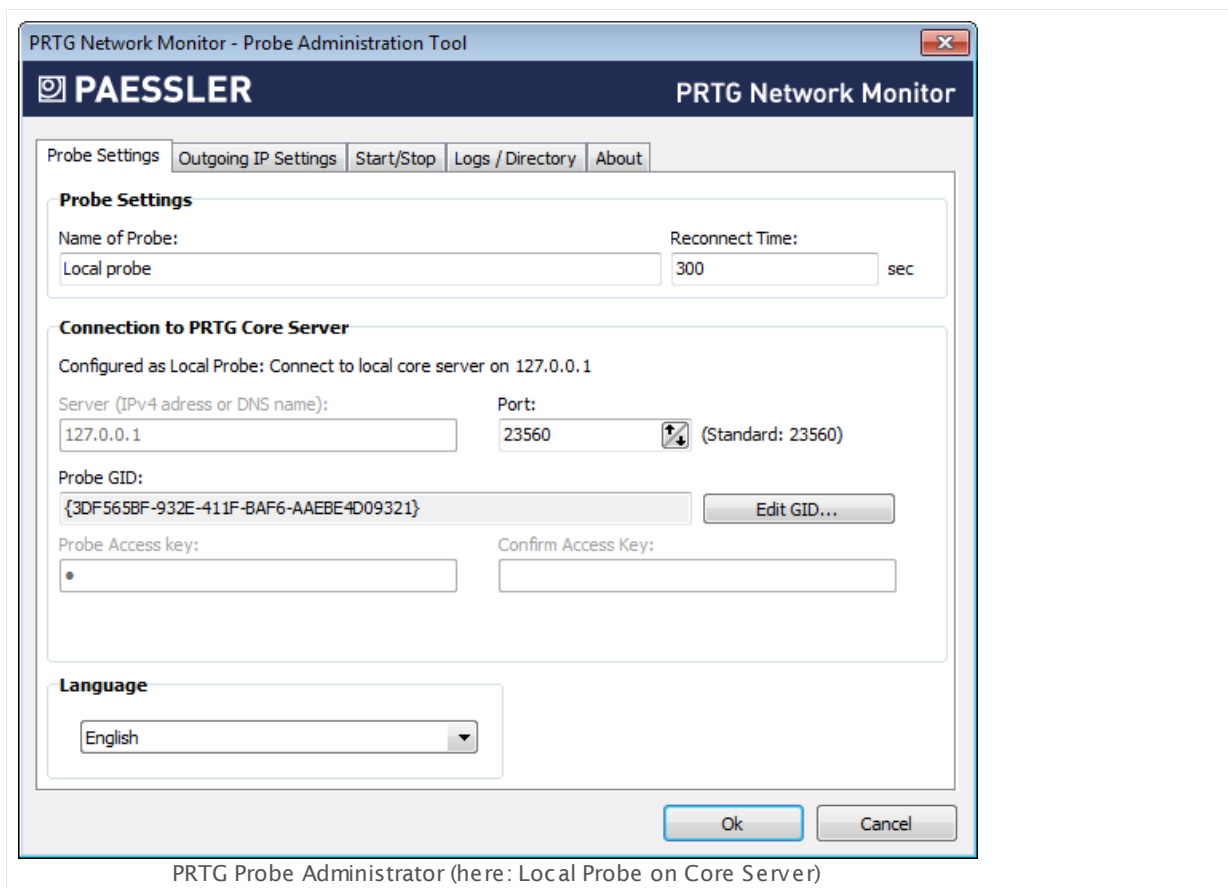 PRTG Network Monitor - Probe Administration Tool
PAESSLER
PRTG Network Monitor
Probe Settings
Outgoing IP Settings
Start/Stop
Logs / Directory
About
Probe Settings
Name of Probe:
Reconnect Time:
Local probe
300
sec
Connection to PRTG Core Server
Configured as Local Probe: Connect to local core server on 127.0.0.1
Server (IPv4 adress or DNS name):
Port:
127.0.0.1
23560
(Standard: 23560)
Probe GID:
{3DF565BF-932E-411F-BAF6-AAEBE4D09321}
Edit GID...
Probe Access key:
Confirm Access Key:
Language
English
Ok
Cancel
PRTG Probe Administrator (here: Local Probe on Core Server)